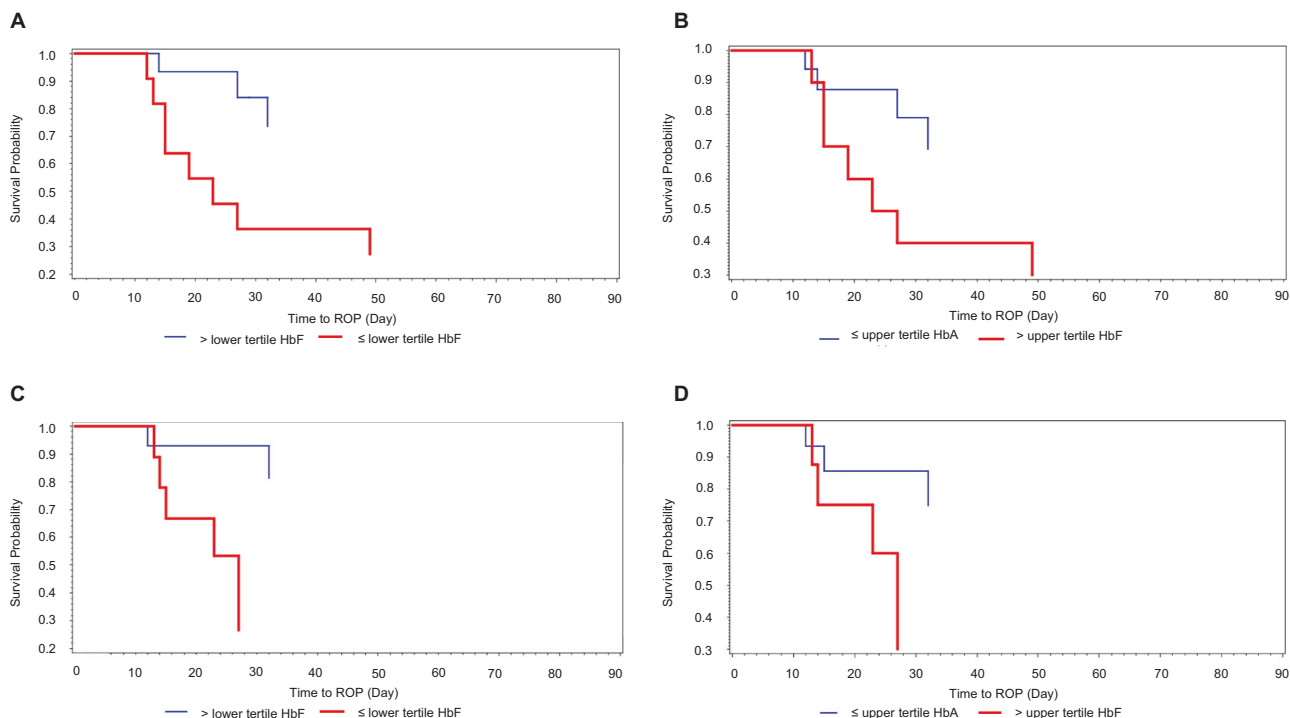 A
Survival Probability
1.0
0.9
0.8
0.7
0.6
0.5
0.4
0.3
0.2
0 10 20 30 40 50 60 70 80 90
Time to ROP (Day)
> lower tertile HbF ≤ lower tertile HbF
B
Survival Probability
1.0
0.9
0.8
0.7
0.6
0.5
0.4
0.3
0 10 20 30 40 50 60 70 80 90
Time to ROP (Day)
≤ upper tertile HbA > upper tertile HbF
C
Survival Probability
1.0
0.9
0.8
0.7
0.6
0.5
0.4
0.3
0.2
0 10 20 30 40 50 60 70 80 90
Time to ROP (Day)
> lower tertile HbF ≤ lower tertile HbF
D
Survival Probability
1.0
0.9
0.8
0.7
0.6
0.5
0.4
0.3
0 10 20 30 40 50 60 70 80 90
Time to ROP (Day)
≤ upper tertile HbA > upper tertile HbF